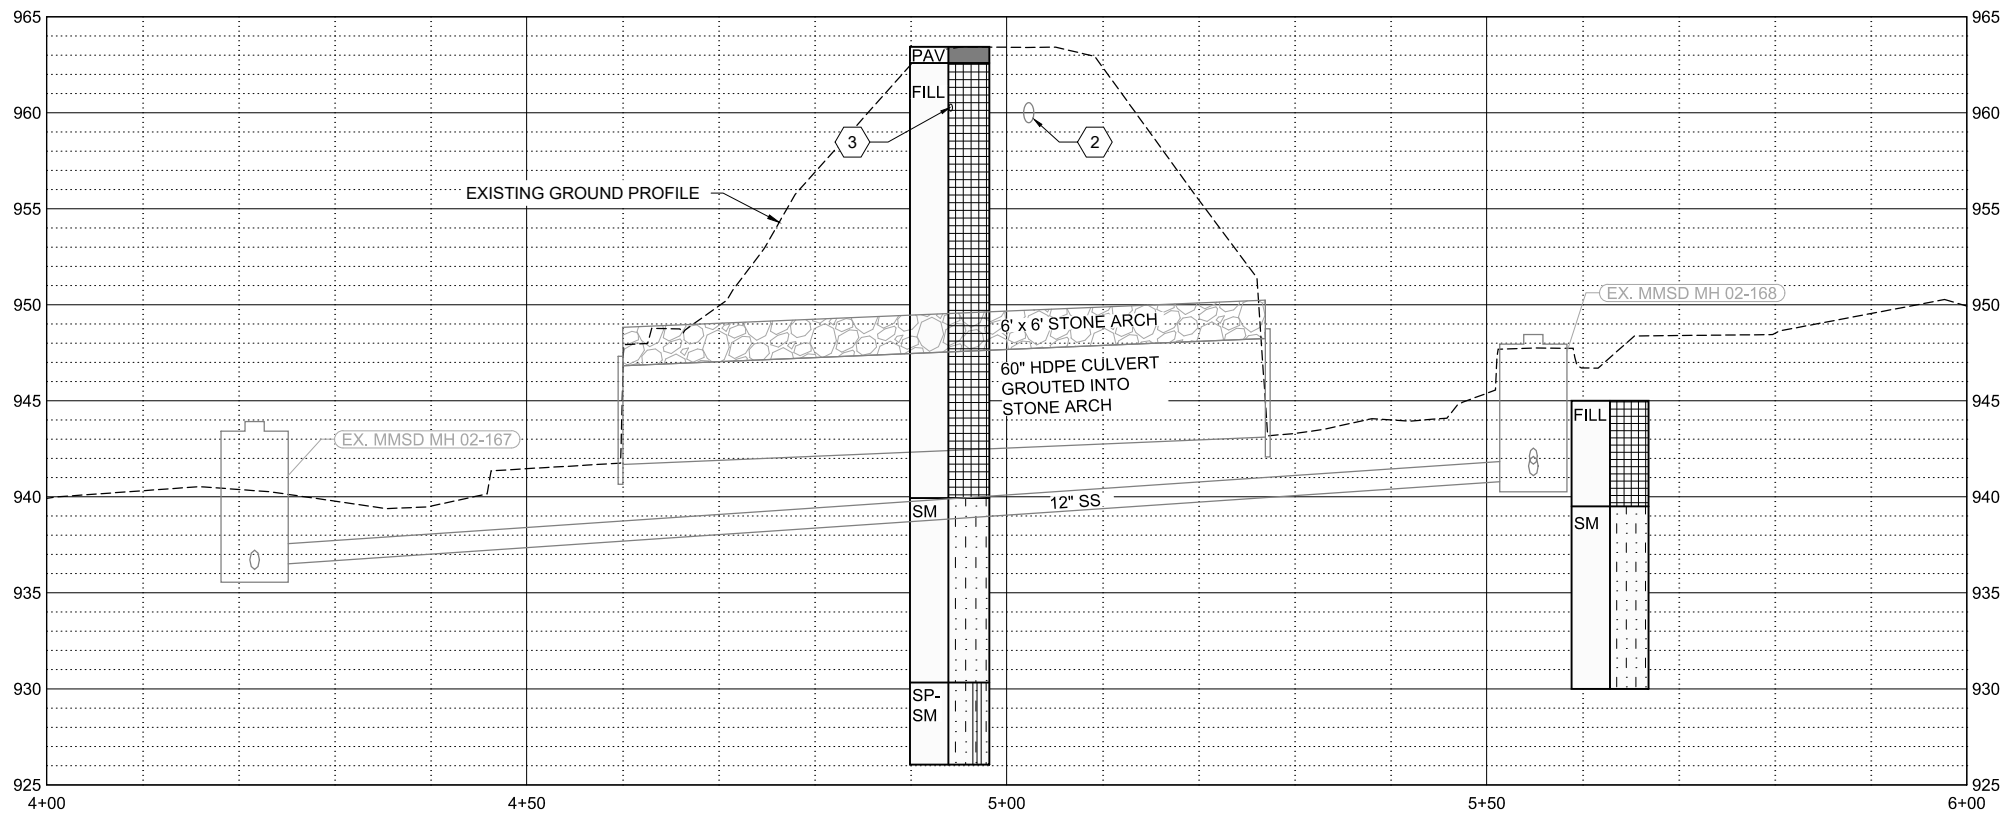 965
965
PAV
FILL
960
960
3
2
EXISTING GROUND PROFILE
955
955
950
950
EX. MMSD MH 02-168
6' x 6' STONE ARCH
60" HDPE CULVERT
GROUTED INTO
STONE ARCH
945
945
FILL
EX. MMSD MH 02-167
940
940
12" SS
SM
SM
935
935
930
930
SP-
SM
925
925
4+00
4+50
5+00
5+50
6+00